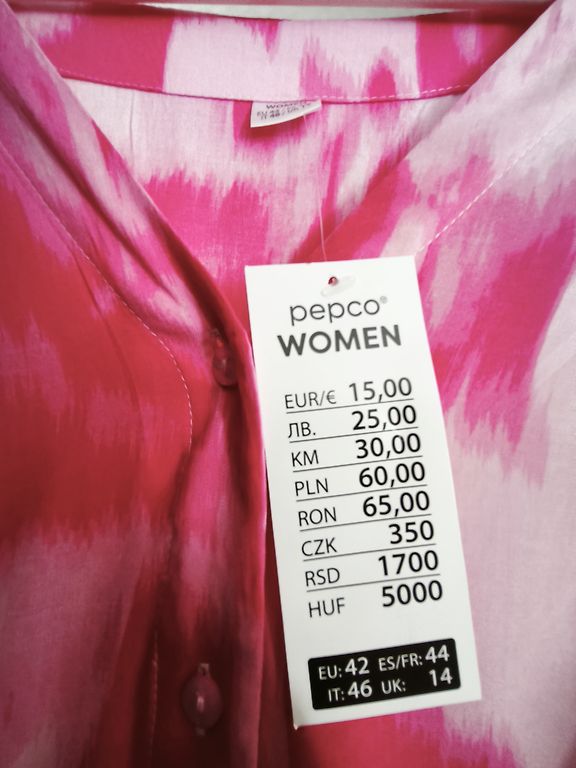 WOMEN
pepco®
WOMEN
EUR/€ 15,00
ЛВ. 25,00
KM 30,00
PLN 60,00
RON 65,00
CZK 350
RSD 1700
HUF 5000
EU: 42 ES/FR: 44
IT: 46 UK: 14